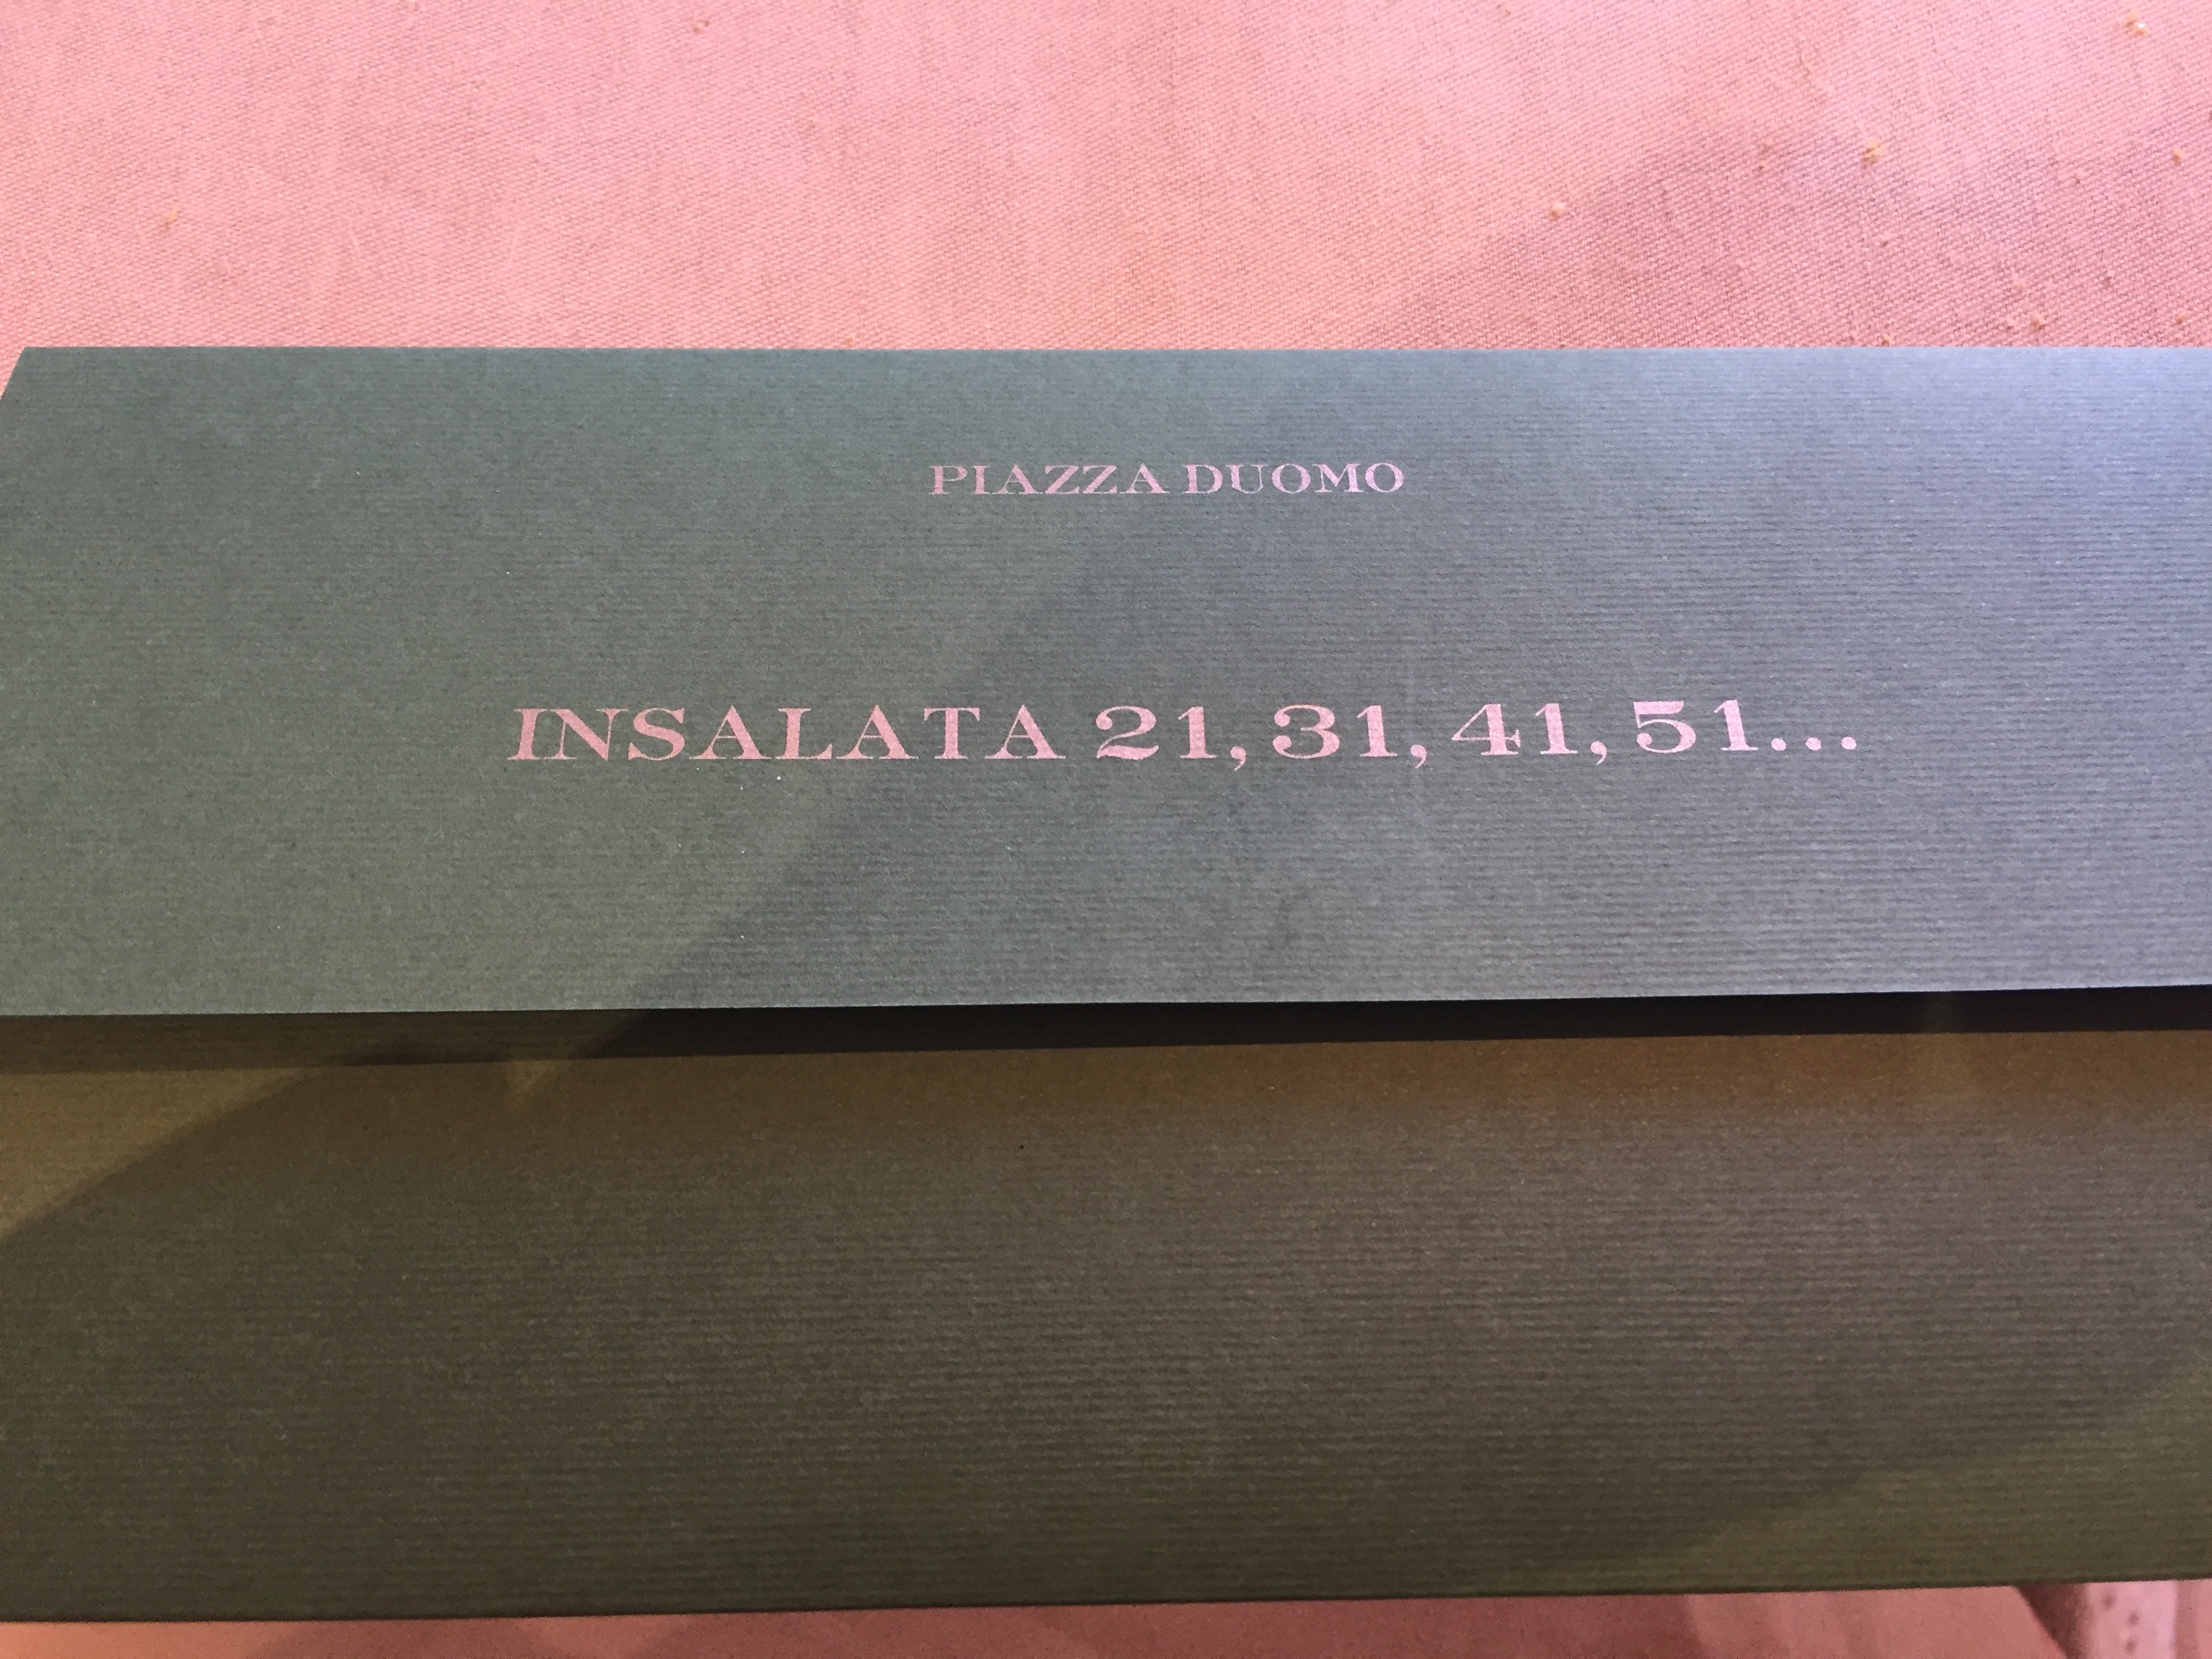 PIAZZA DUOMO
INSALATA 21, 31, 41, 51...